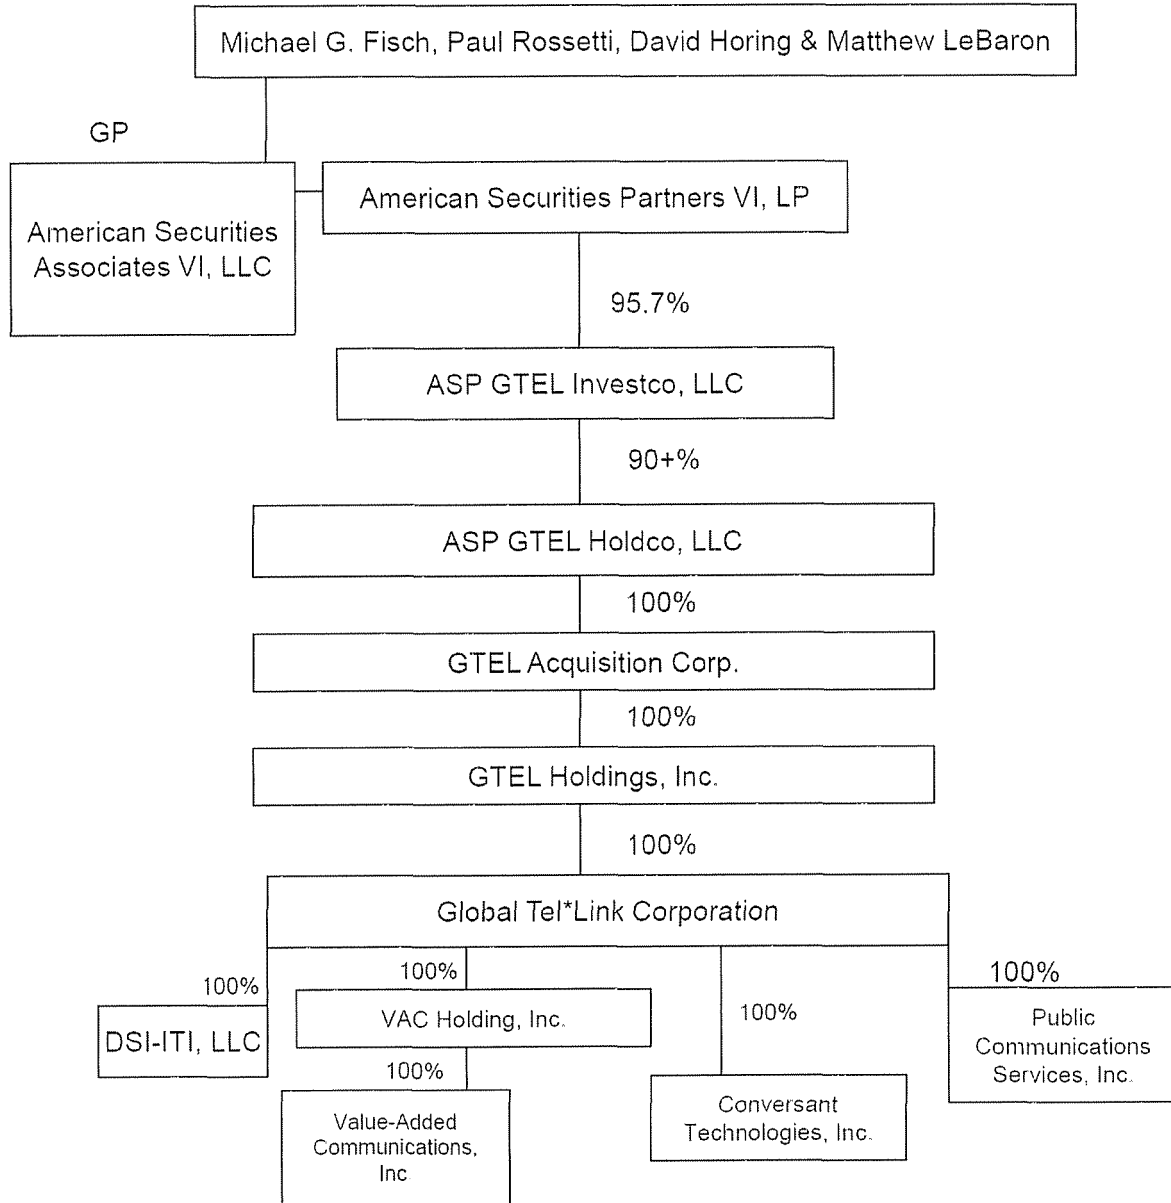 Michael G. Fisch, Paul Rossetti, David Horing & Matthew LeBaron
GP
American Securities
Associates VI, LLC
American Securities Partners VI, LP
95.7%
ASP GTEL Investco, LLC
90+%
ASP GTEL Holdco, LLC
100%
GTEL Acquisition Corp.
100%
GTEL Holdings, Inc.
100%
Global Tel*Link Corporation
100%
DSI-ITI, LLC
100%
VAC Holding, Inc.
100%
Value-Added
Communications,
Inc
100%
Conversant
Technologies, Inc.
100%
Public
Communications
Services, Inc.